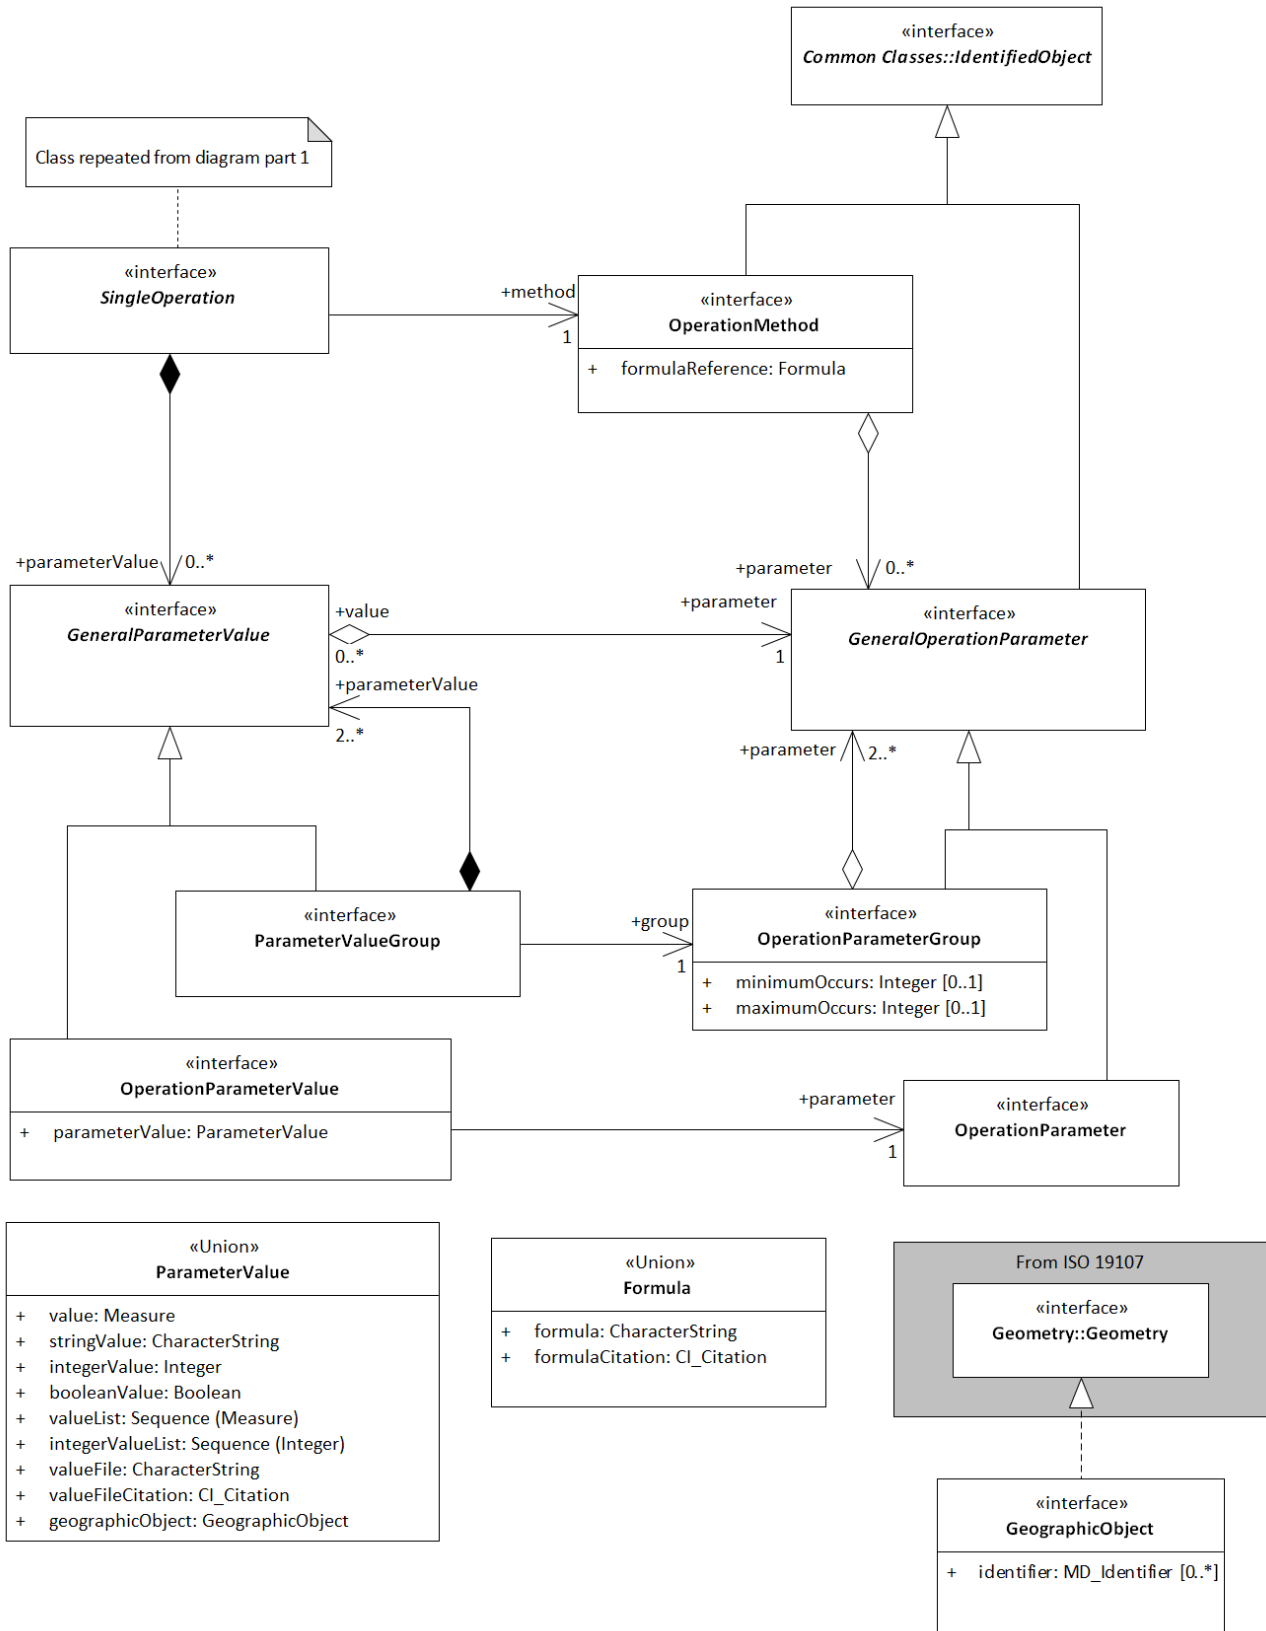 «interface»
Common Classes::IdentifiedObject
Class repeated from diagram part 1
«interface»
SingleOperation
+method
1
«interface»
OperationMethod
+ formulaReference: Formula
+parameterValue
0..*
+parameter
0..*
«interface»
GeneralParameterValue
+value
0..*
+parameter
1
«interface»
GeneralOperationParameter
+parameterValue
2..*
+parameter
2..*
«interface»
ParameterValueGroup
+group
1
«interface»
OperationParameterGroup
+ minimumOccurs: Integer [0..1]
+ maximumOccurs: Integer [0..1]
«interface»
OperationParameterValue
+ parameterValue: ParameterValue
+parameter
1
«interface»
OperationParameter
«Union»
ParameterValue
+ value: Measure
+ stringValue: CharacterString
+ integerValue: Integer
+ booleanValue: Boolean
+ valueList: Sequence (Measure)
+ integerValueList: Sequence (Integer)
+ valueFile: CharacterString
+ valueFileCitation: CI_Citation
+ geographicObject: GeographicObject
«Union»
Formula
+ formula: CharacterString
+ formulaCitation: CI_Citation
From ISO 19107
«interface»
Geometry::Geometry
«interface»
GeographicObject
+ identifier: MD_Identifier [0..*]